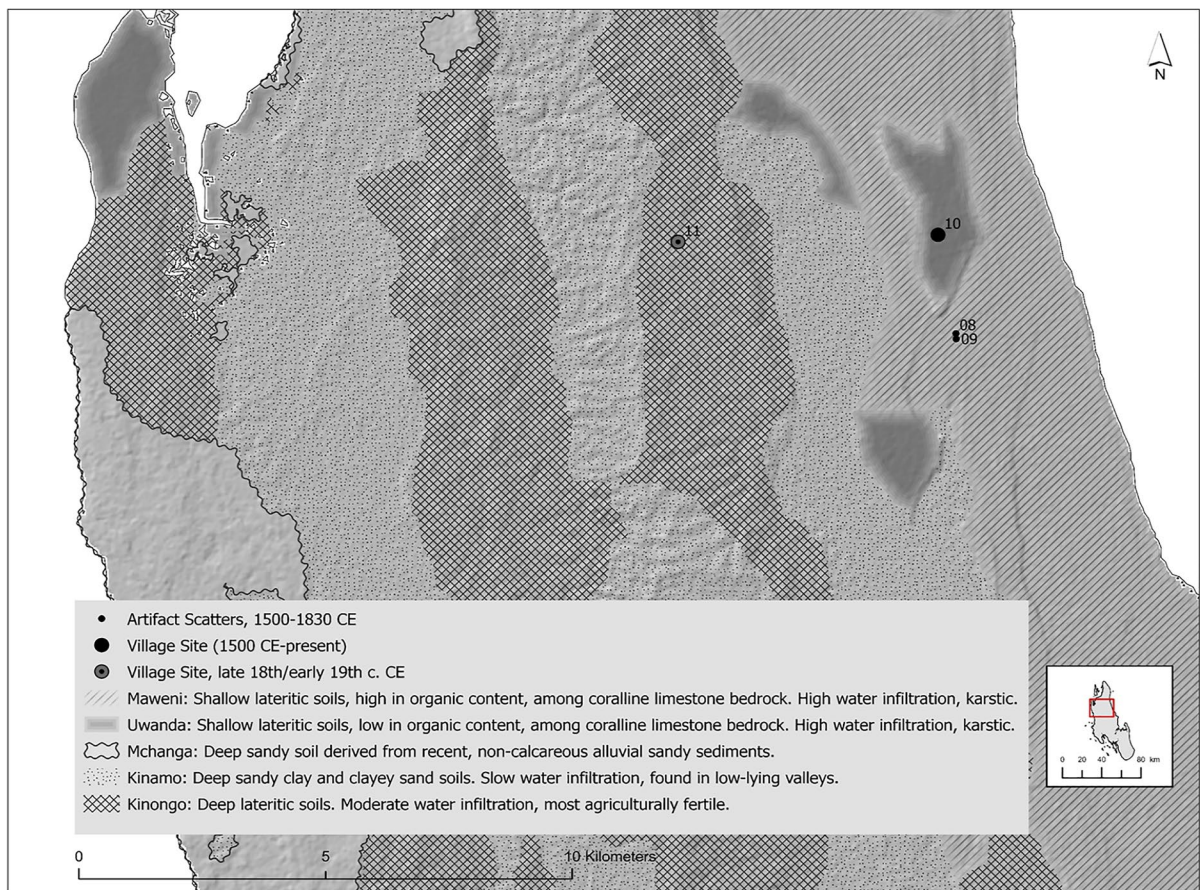 N
11
10
08
09
Artifact Scatters, 1500-1830 CE
Village Site (1500 CE-present)
Village Site, late 18th/early 19th c. CE
Maweni: Shallow lateritic soils, high in organic content, among coralline limestone bedrock. High water infiltration, karstic.
Uwanda: Shallow lateritic soils, low in organic content, among coralline limestone bedrock. High water infiltration, karstic.
Mchanga: Deep sandy soil derived from recent, non-calcareous alluvial sandy sediments.
Kinamo: Deep sandy clay and clayey sand soils. Slow water infiltration, found in low-lying valleys.
Kinongo: Deep lateritic soils. Moderate water infiltration, most agriculturally fertile.
0 20 40 80 km
0 5 10 Kilometers